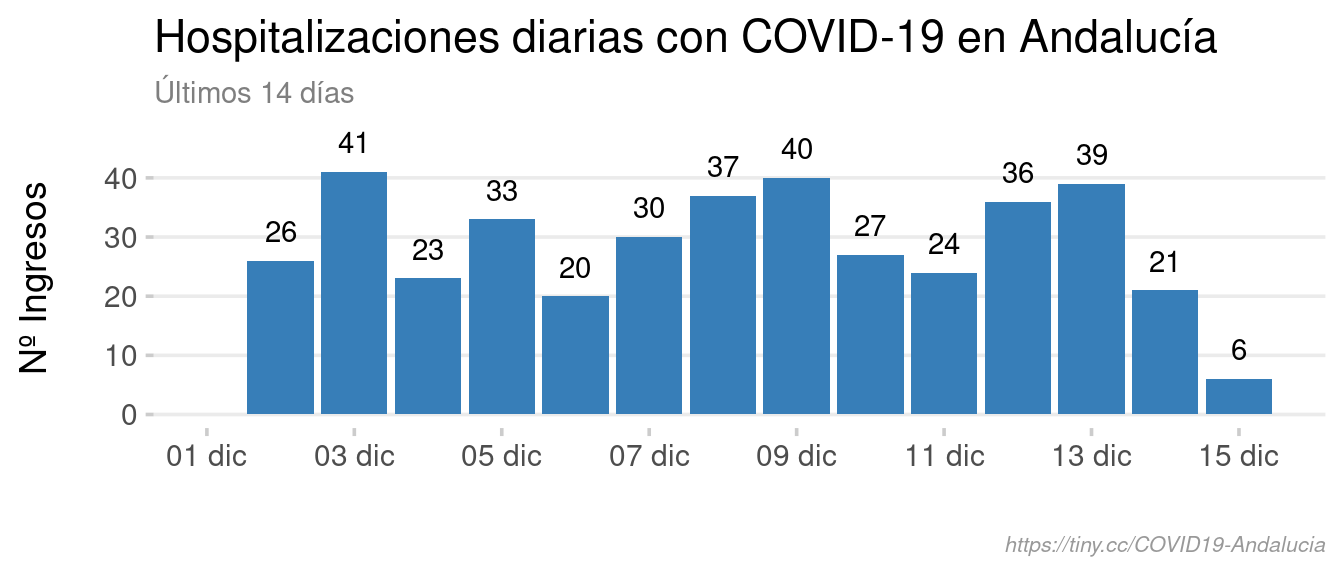 Hospitalizaciones diarias con COVID-19 en Andalucía
Últimos 14 días
Nº Ingresos
40
30
20
10
0
26
41
23
33
20
30
37
40
27
24
36
39
21
6
01 dic
03 dic
05 dic
07 dic
09 dic
11 dic
13 dic
15 dic
https://tiny.cc/COVID19-Andalucia